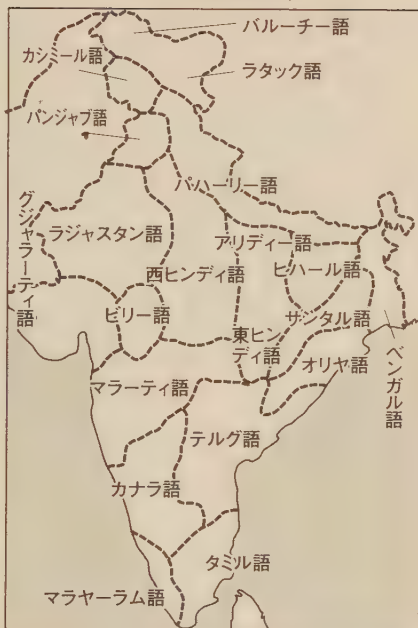 バルーチー語
カシミール語
ラタック語
パンジャブ語
パハーリー語
グジャラーティ語
ラジャスタン語
アリディー語
西ヒンディ語
ビハール語
ビリー語
サンタル語
東ヒン
ディ語
オリヤ語
マラーティ語
ベンガル語
テルグ語
カナラ語
タミル語
マラヤーラム語